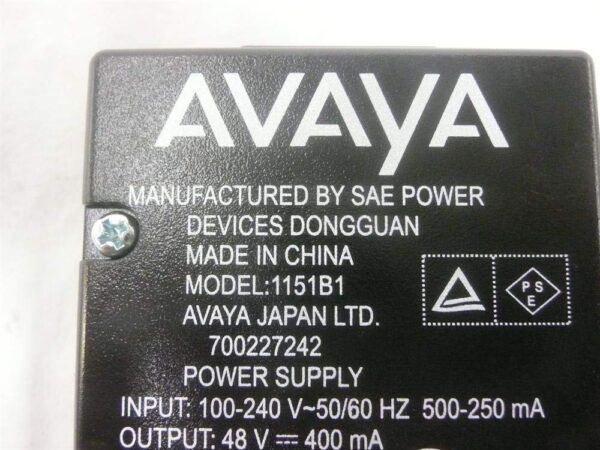 AVAYA
MANUFACTURED BY SAE POWER
DEVICES DONGGUAN
MADE IN CHINA
MODEL:1151B1
AVAYA JAPAN LTD.
P S
E
700227242
POWER SUPPLY
INPUT: 100-240 V~50/60 HZ 500-250 mA
OUTPUT: 48 V ⎓ 400 mA